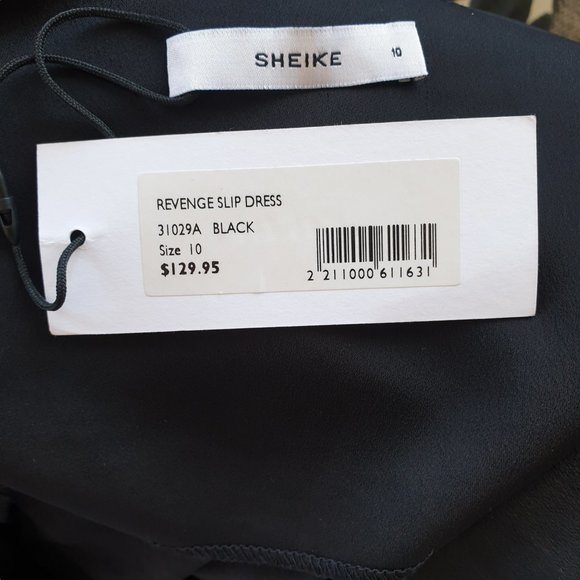 SHEIKE 10
REVENGE SLIP DRESS
31029A BLACK
Size 10
$129.95
2 211000 611631